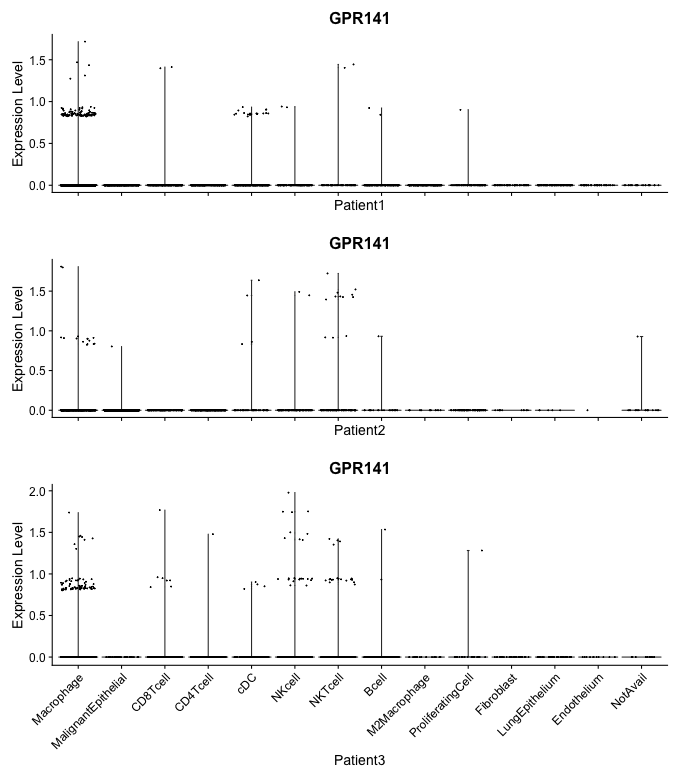 GPR141
Expression Level
1.5
1.0
0.5
0.0
Patient1
GPR141
Expression Level
1.5
1.0
0.5
0.0
Patient2
GPR141
Expression Level
2.0
1.5
1.0
0.5
0.0
Macrophage
MalignantEpithelial
CD8Tcell
CD4Tcell
cDC
NKcell
NKTcell
Bcell
M2Macrophage
ProliferatingCell
Fibroblast
LungEpithelium
Endothelium
NotAvail
Patient3